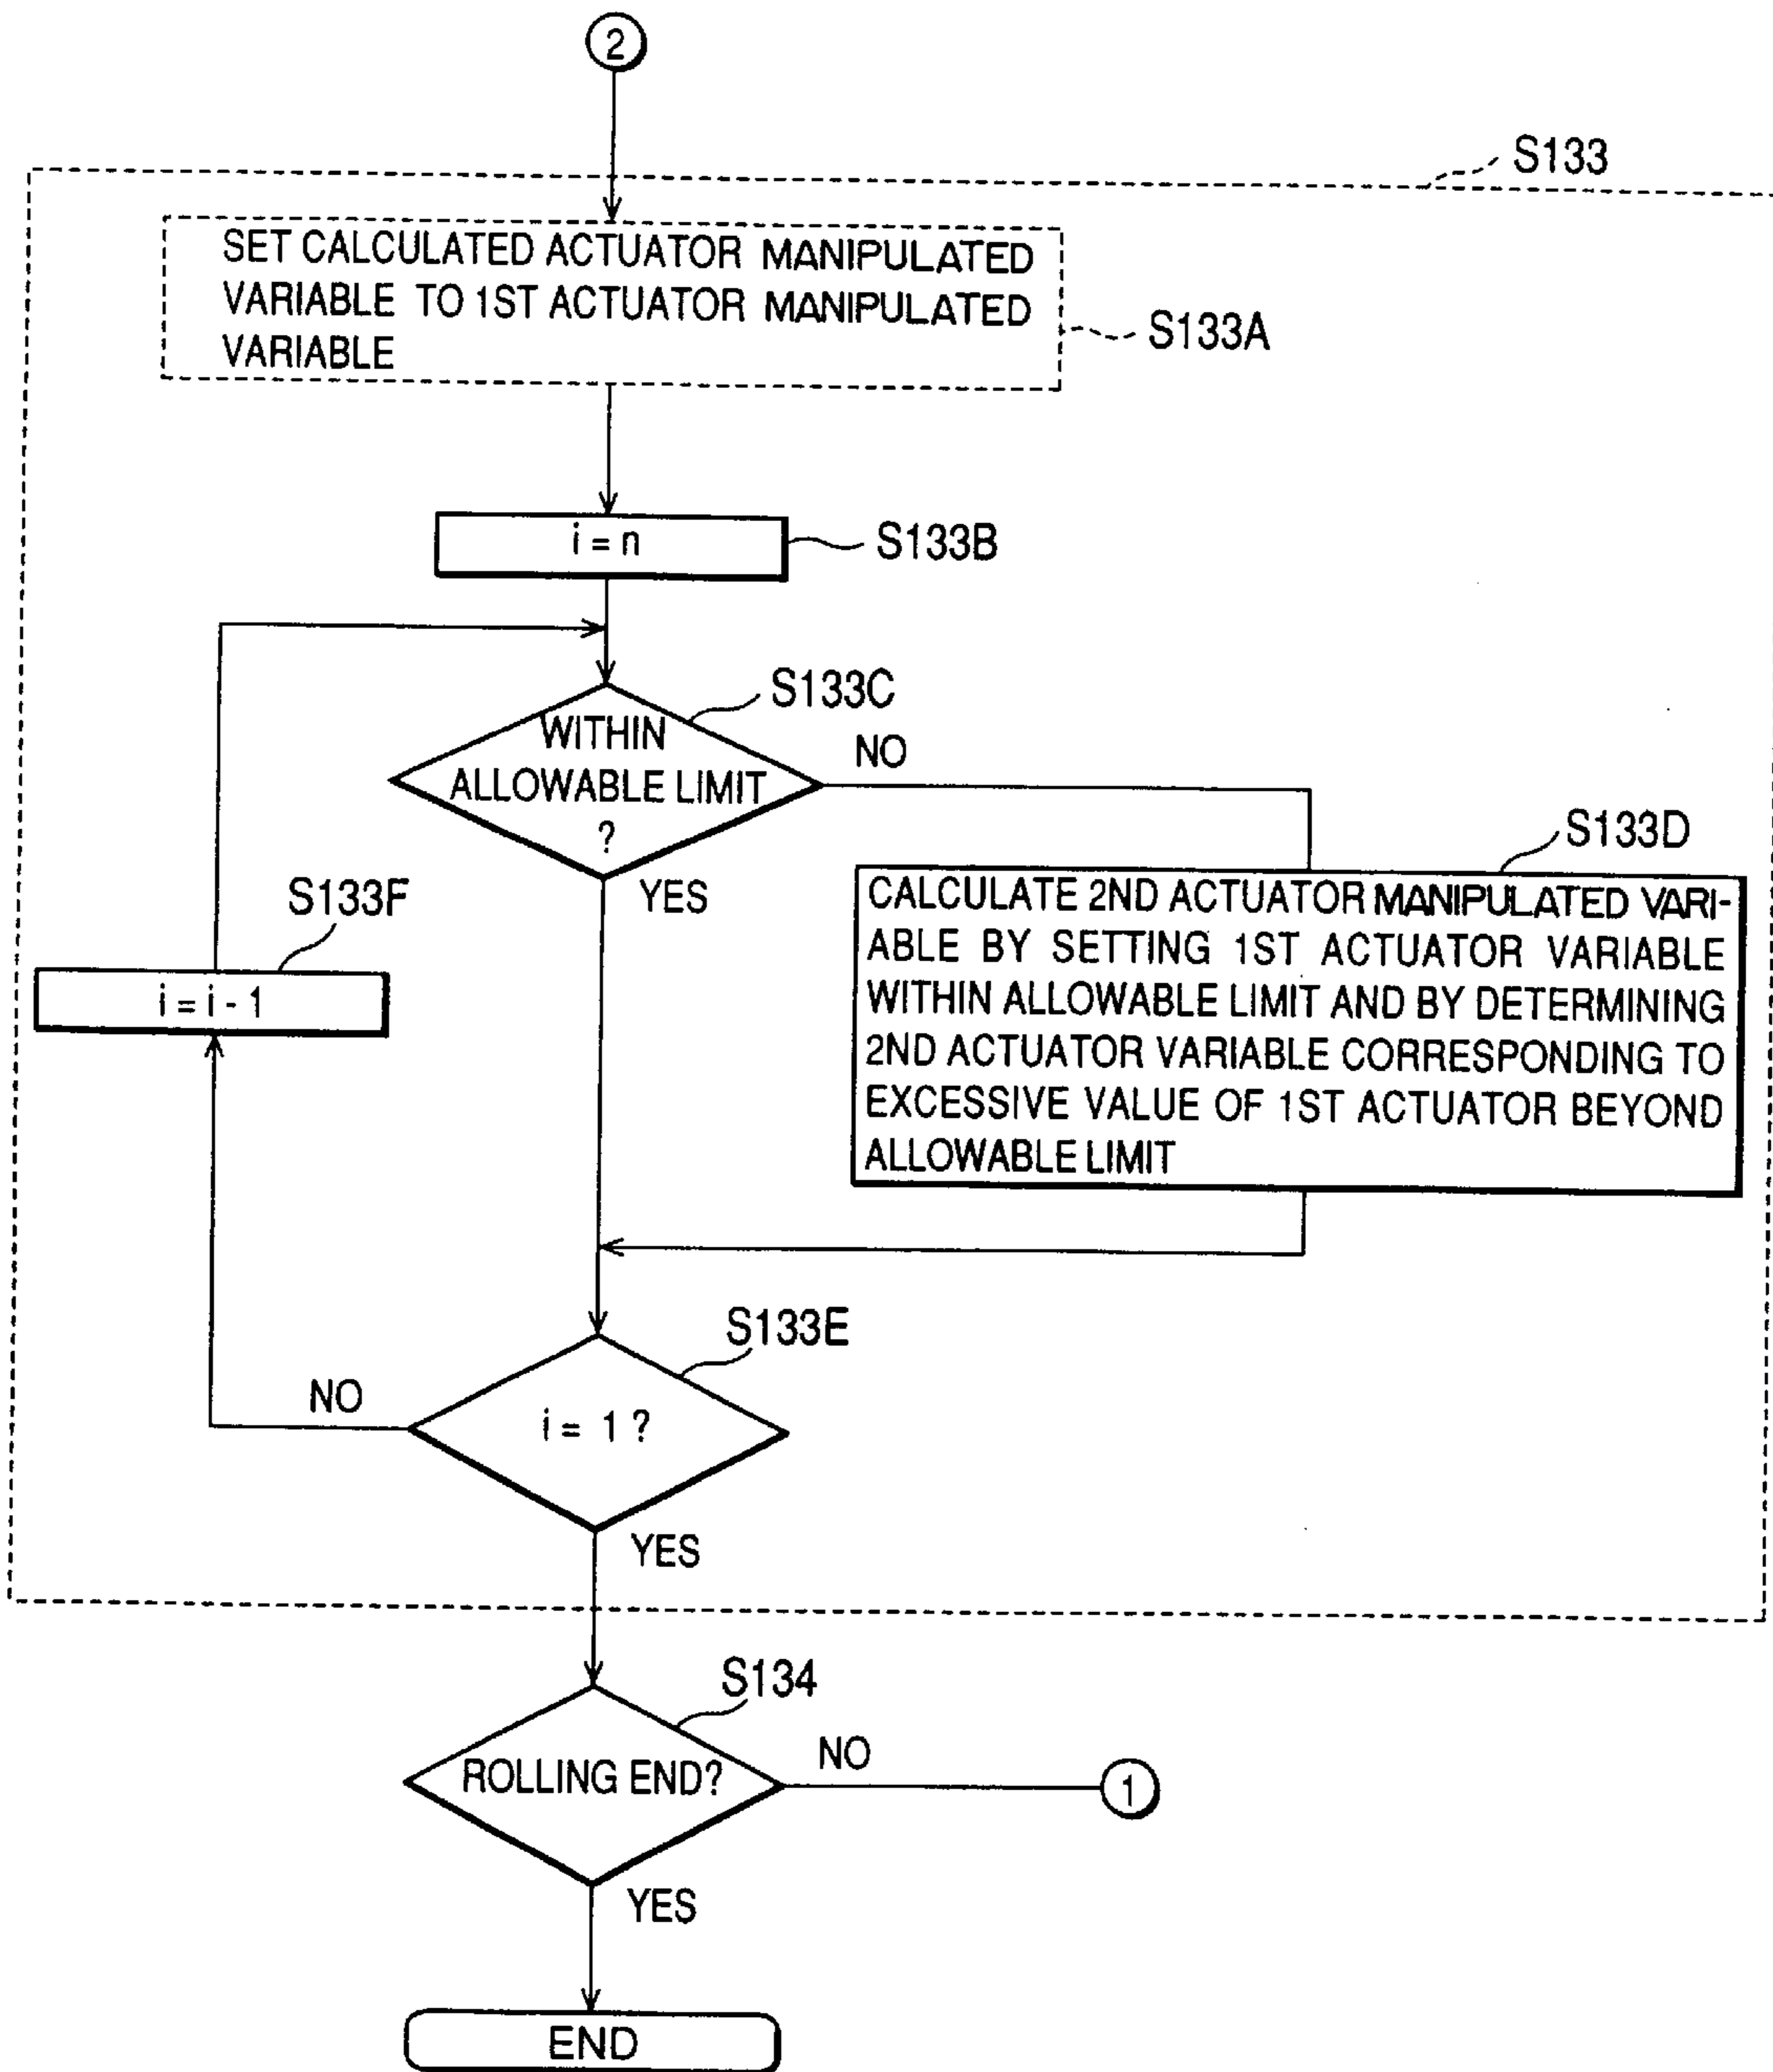 2
S133
SET CALCULATED ACTUATOR MANIPULATED
VARIABLE TO 1ST ACTUATOR MANIPULATED
VARIABLE
S133A
i = n
S133B
S133C
WITHIN
ALLOWABLE LIMIT
?
NO
YES
S133D
CALCULATE 2ND ACTUATOR MANIPULATED VARI-
ABLE BY SETTING 1ST ACTUATOR VARIABLE
WITHIN ALLOWABLE LIMIT AND BY DETERMINING
2ND ACTUATOR VARIABLE CORRESPONDING TO
EXCESSIVE VALUE OF 1ST ACTUATOR BEYOND
ALLOWABLE LIMIT
S133F
i = i - 1
S133E
NO
i = 1 ?
YES
S134
ROLLING END?
NO
1
YES
END